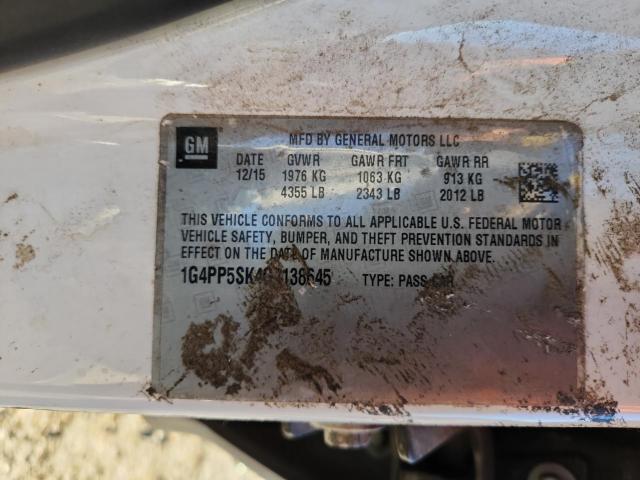 GM
MFD BY GENERAL MOTORS LLC
DATE GVWR GAWR FRT GAWR RR
12/15 1976 KG 1063 KG 913 KG
4355 LB 2343 LB 2012 LB
THIS VEHICLE CONFORMS TO ALL APPLICABLE U.S. FEDERAL MOTOR
VEHICLE SAFETY, BUMPER, AND THEFT PREVENTION STANDARDS IN
EFFECT ON THE DATE OF MANUFACTURE SHOWN ABOVE.
TYPE: PASS CAR